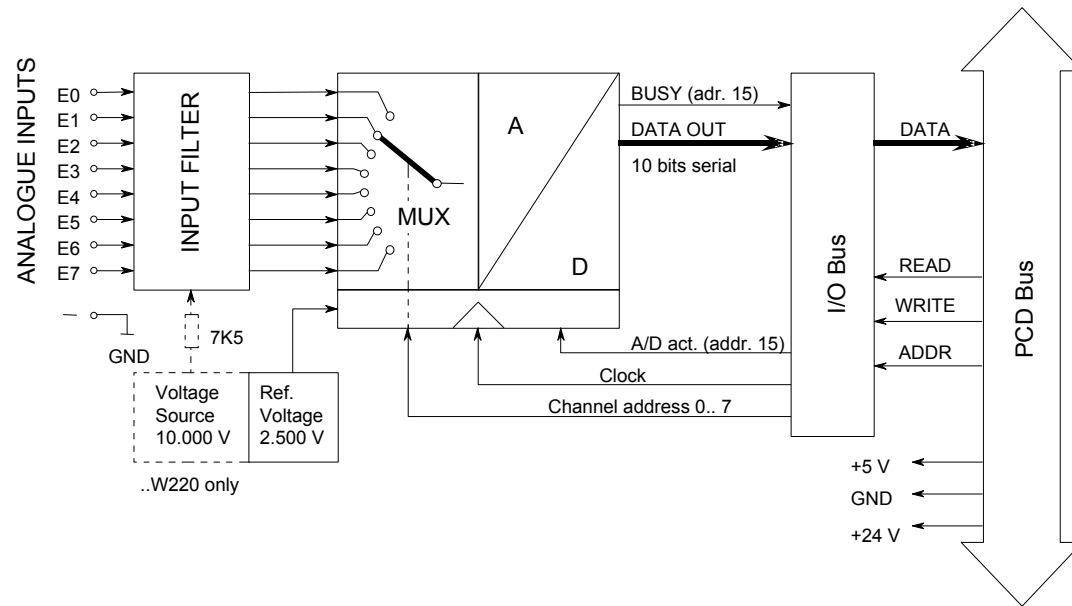 ANALOGUE INPUTS
E0
E1
E2
E3
E4
E5
E6
E7
GND
INPUT FILTER
7K5
Voltage
Source
10.000 V
Ref.
Voltage
2.500 V
..W220 only
MUX
A
D
BUSY (adr. 15)
DATA OUT
10 bits serial
A/D act. (addr. 15)
Clock
Channel address 0.. 7
I/O Bus
DATA
READ
WRITE
ADDR
+5 V
GND
+24 V
PCD Bus